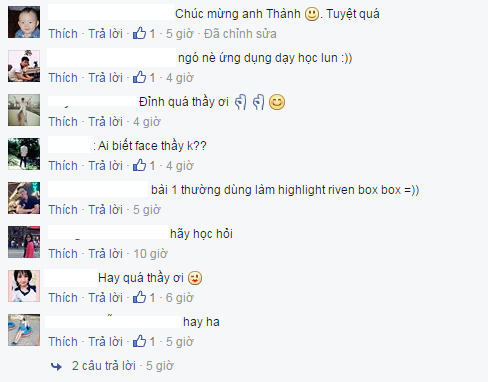 Chúc mừng anh Thành 🙂. Tuyệt quá
Thích · Trả lời · 1 · 5 giờ · Đã chỉnh sửa
ngó nè ứng dụng dạy học lun :))
Thích · Trả lời · 1 · 4 giờ
Đỉnh quá thầy ơi 😊
Thích · Trả lời · 4 giờ
: Ai biết face thầy k??
Thích · Trả lời · 1 · 4 giờ
bài 1 thường dùng làm highlight riven box box =))
Thích · Trả lời · 5 giờ
hãy học hỏi
Thích · Trả lời · 10 giờ
Hay quá thầy ơi
Thích · Trả lời · 1 · 6 giờ
hay ha
Thích · Trả lời · 1 · 5 giờ
2 câu trả lời · 5 giờ